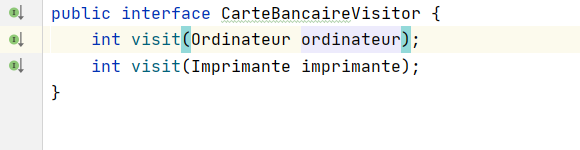 public interface CarteBancaireVisitor {
    int visit(Ordinateur ordinateur);
    int visit(Imprimante imprimante);
}